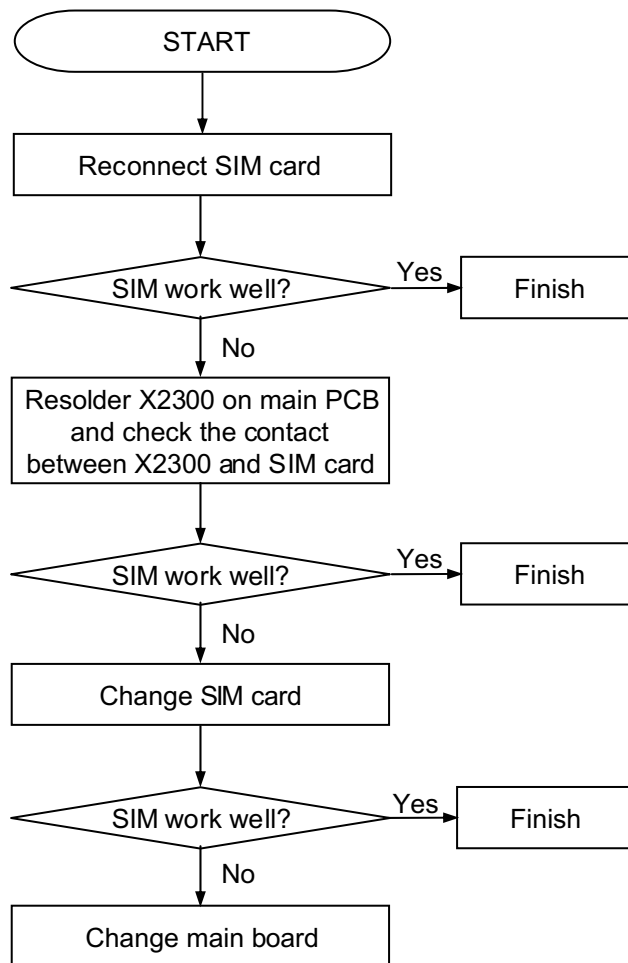 START
Reconnect SIM card
SIM work well?
Yes
Finish
No
Resolder X2300 on main PCB
and check the contact
between X2300 and SIM card
SIM work well?
Yes
Finish
No
Change SIM card
SIM work well?
Yes
Finish
No
Change main board